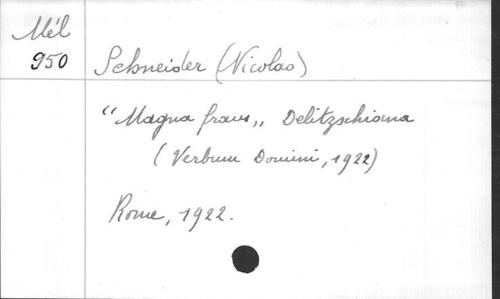 Mél
950
Schneider (Nicolas)
"Magna fraus,, Delitzschiana
(Verbum Domini, 1922)
Rome, 1922.